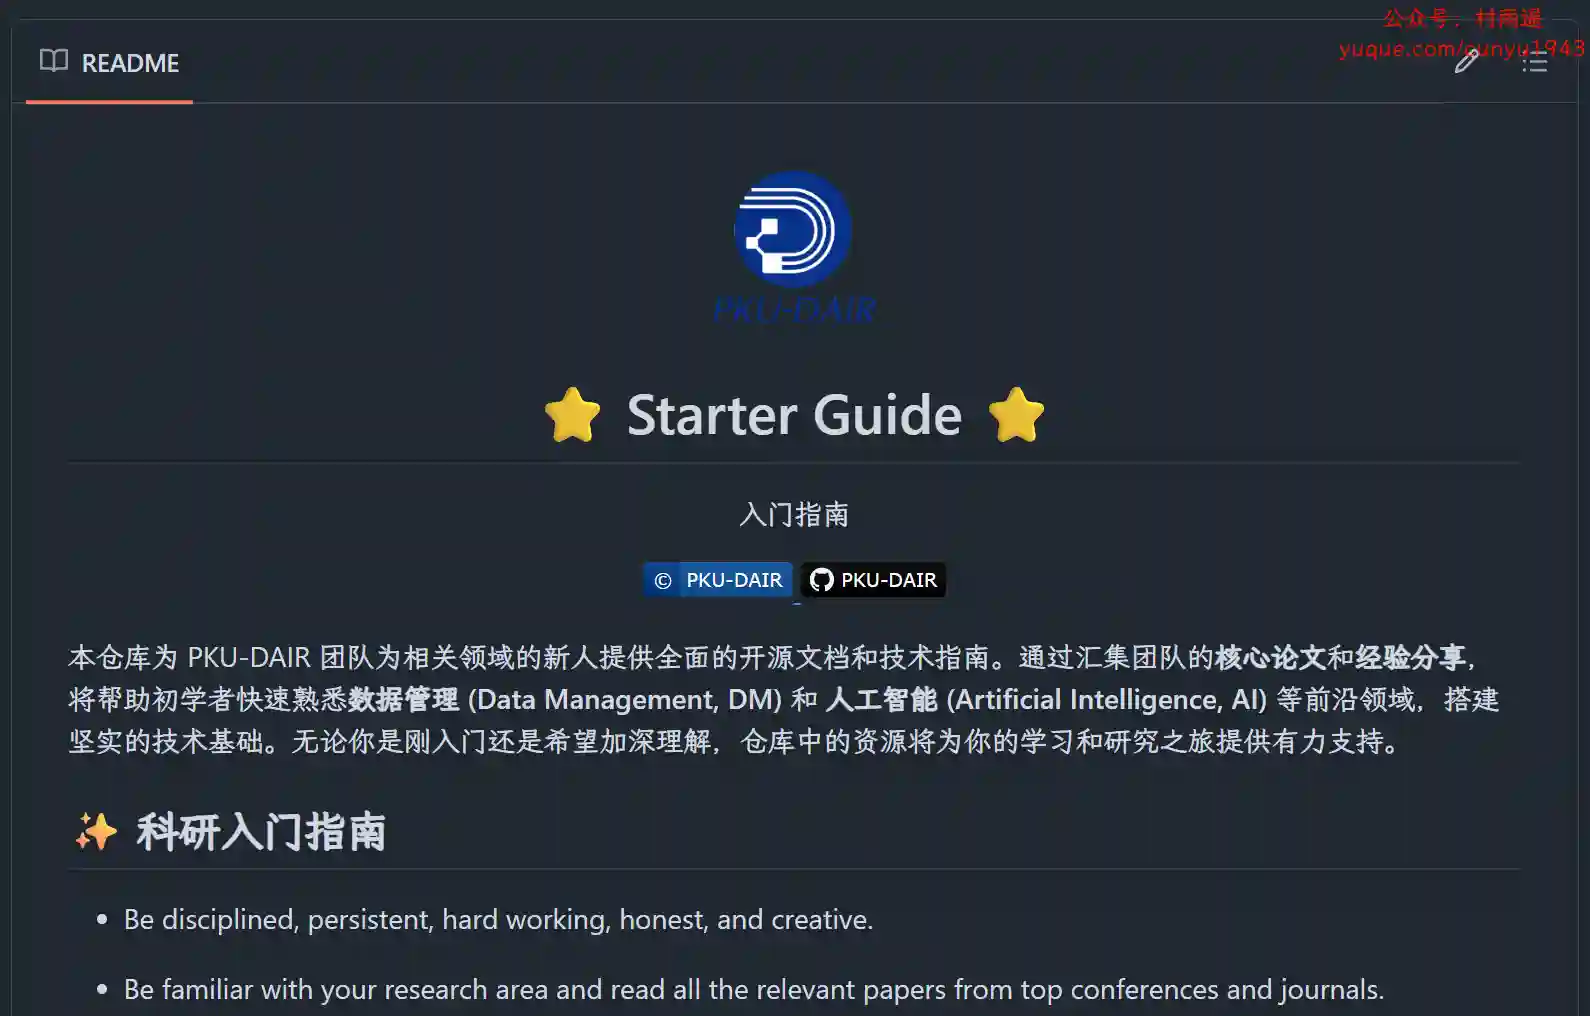 公众号：村雨遥
yuque.com/cunyu1943
README
PKU-DAIR
Starter Guide
入门指南
© PKU-DAIR PKU-DAIR
本仓库为 PKU-DAIR 团队为相关领域的新人提供全面的开源文档和技术指南。通过汇集团队的核心论文和经验分享，
将帮助初学者快速熟悉数据管理 (Data Management, DM) 和 人工智能 (Artificial Intelligence, AI) 等前沿领域，搭建
坚实的技术基础。无论你是刚入门还是希望加深理解，仓库中的资源将为你的学习和研究之旅提供有力支持。
科研入门指南
Be disciplined, persistent, hard working, honest, and creative.
Be familiar with your research area and read all the relevant papers from top conferences and journals.